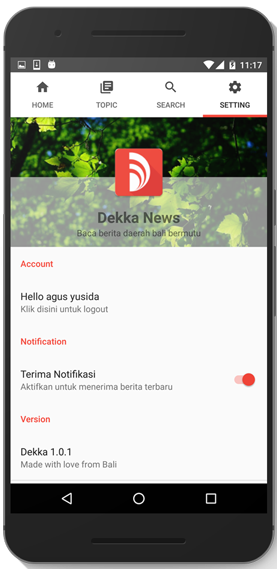 11:17
HOME TOPIC SEARCH SETTING
Dekka News
Baca berita daerah bali bermutu
Account
Hello agus yusida
Klik disini untuk logout
Notification
Terima Notifikasi
Aktifkan untuk menerima berita terbaru
Version
Dekka 1.0.1
Made with love from Bali